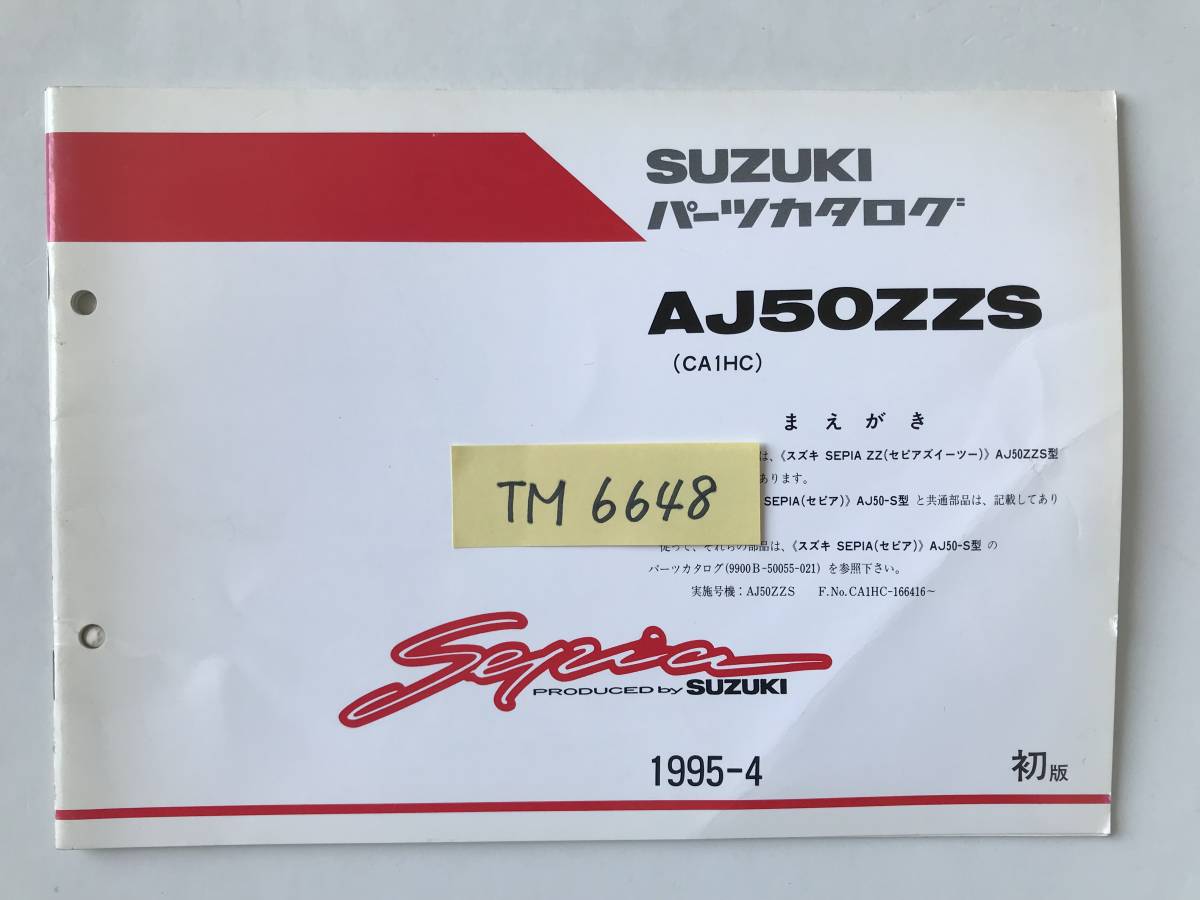 SUZUKI
パーツカタログ
AJ50ZZS
(CA1HC)
まえがき
は、《スズキ SEPIA ZZ(セピアズイーツー)》AJ50ZZS型
あります。
SEPIA(セピア)》AJ50-S型 と共通部品は、記載してあり
従って、それらの部品は、《スズキ SEPIA(セピア)》AJ50-S型 の
パーツカタログ(9900B-50055-021)を参照下さい。
実施号機:AJ50ZZS F.No.CA1HC-166416~
TM 6648
Sepia
PRODUCED by SUZUKI
1995-4
初版